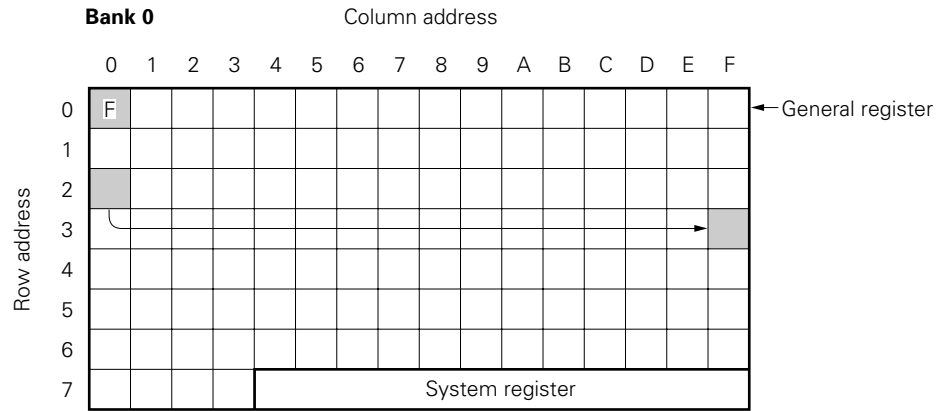 Bank 0 Column address
0 1 2 3 4 5 6 7 8 9 A B C D E F
0 F General register
1
2
3
4
5
6
7 System register
Row address